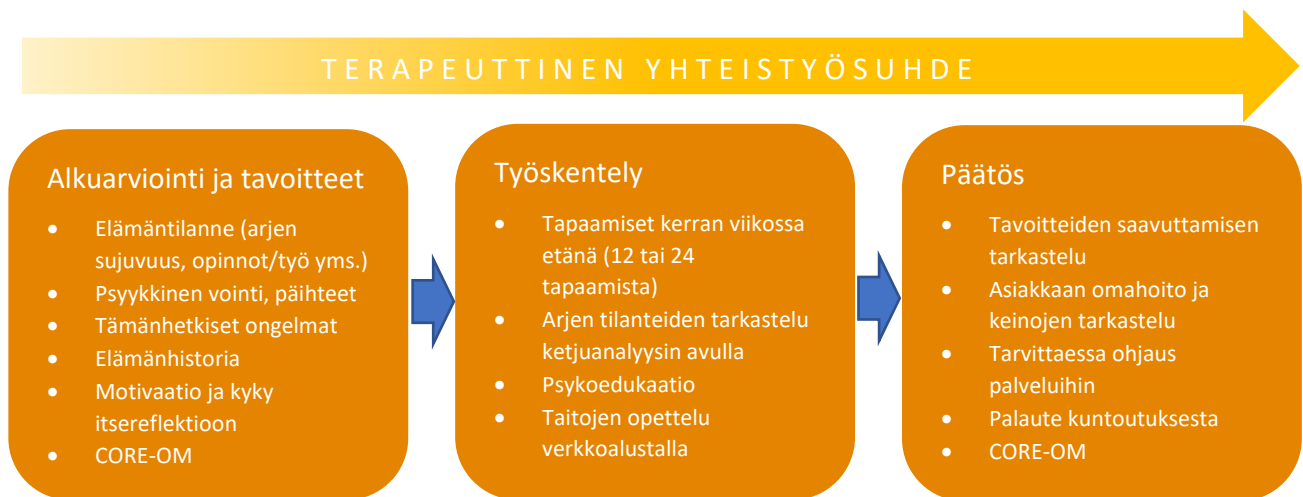 TERAPEUTTINEN YHTEISTYÖSUHDE
Alkuarviointi ja tavoitteet
• Elämäntilanne (arjen
sujuvuus, opinnot/työ yms.)
• Psyykkinen vointi, päihteet
• Tämänhetkiset ongelmat
• Elämänhistoria
• Motivaatio ja kyky
itsereflektioon
• CORE-OM
Työskentely
• Tapaamiset kerran viikossa
etänä (12 tai 24
tapaamista)
• Arjen tilanteiden tarkastelu
ketjuanalyysin avulla
• Psykoedukaatio
• Taitojen opettelu
verkkoalustalla
Päätös
• Tavoitteiden saavuttamisen
tarkastelu
• Asiakkaan omahoito ja
keinojen tarkastelu
• Tarvittaessa ohjaus
palveluihin
• Palaute kuntoutuksesta
• CORE-OM